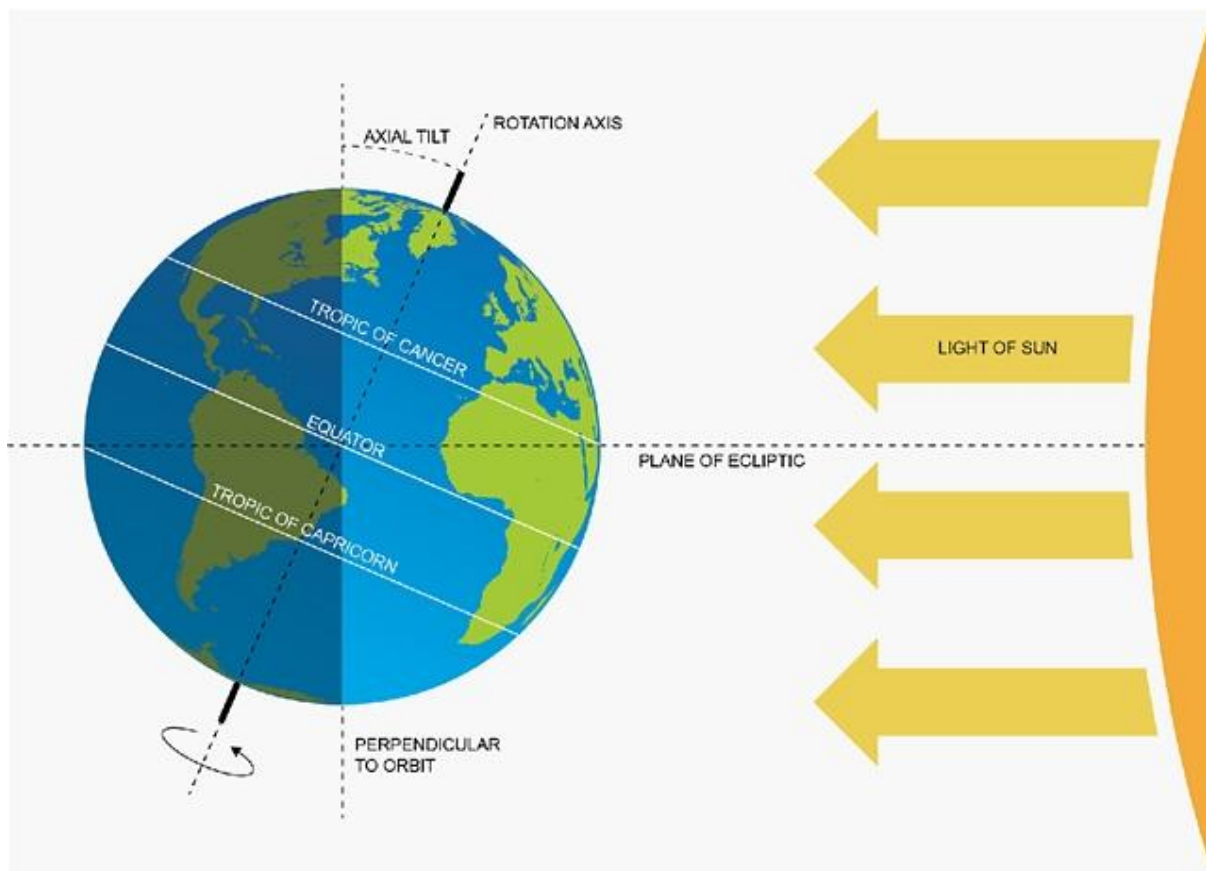 AXIAL TILT
ROTATION AXIS
TROPIC OF CANCER
LIGHT OF SUN
EQUATOR
PLANE OF ECLIPTIC
TROPIC OF CAPRICORN
PERPENDICULAR
TO ORBIT